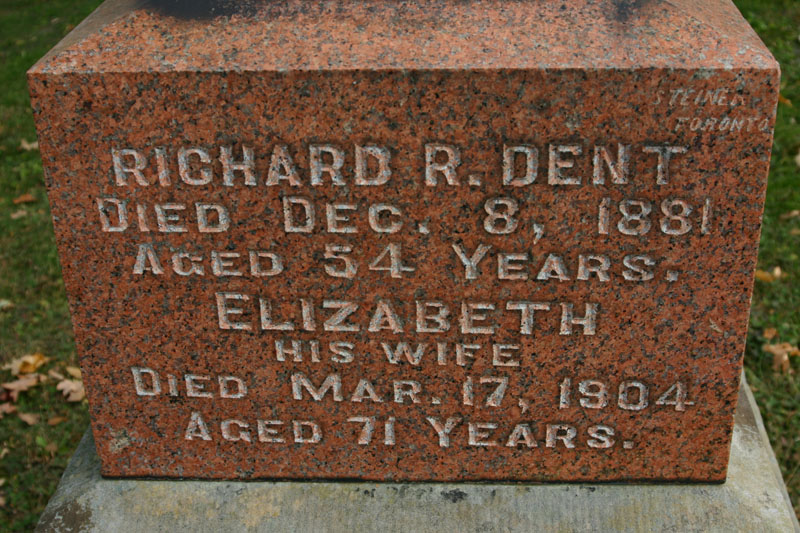 STEINER
TORONTO
RICHARD R. DENT
DIED DEC. 8, 1881
AGED 54 YEARS.
ELIZABETH
HIS WIFE
DIED MAR. 17, 1904
AGED 71 YEARS.